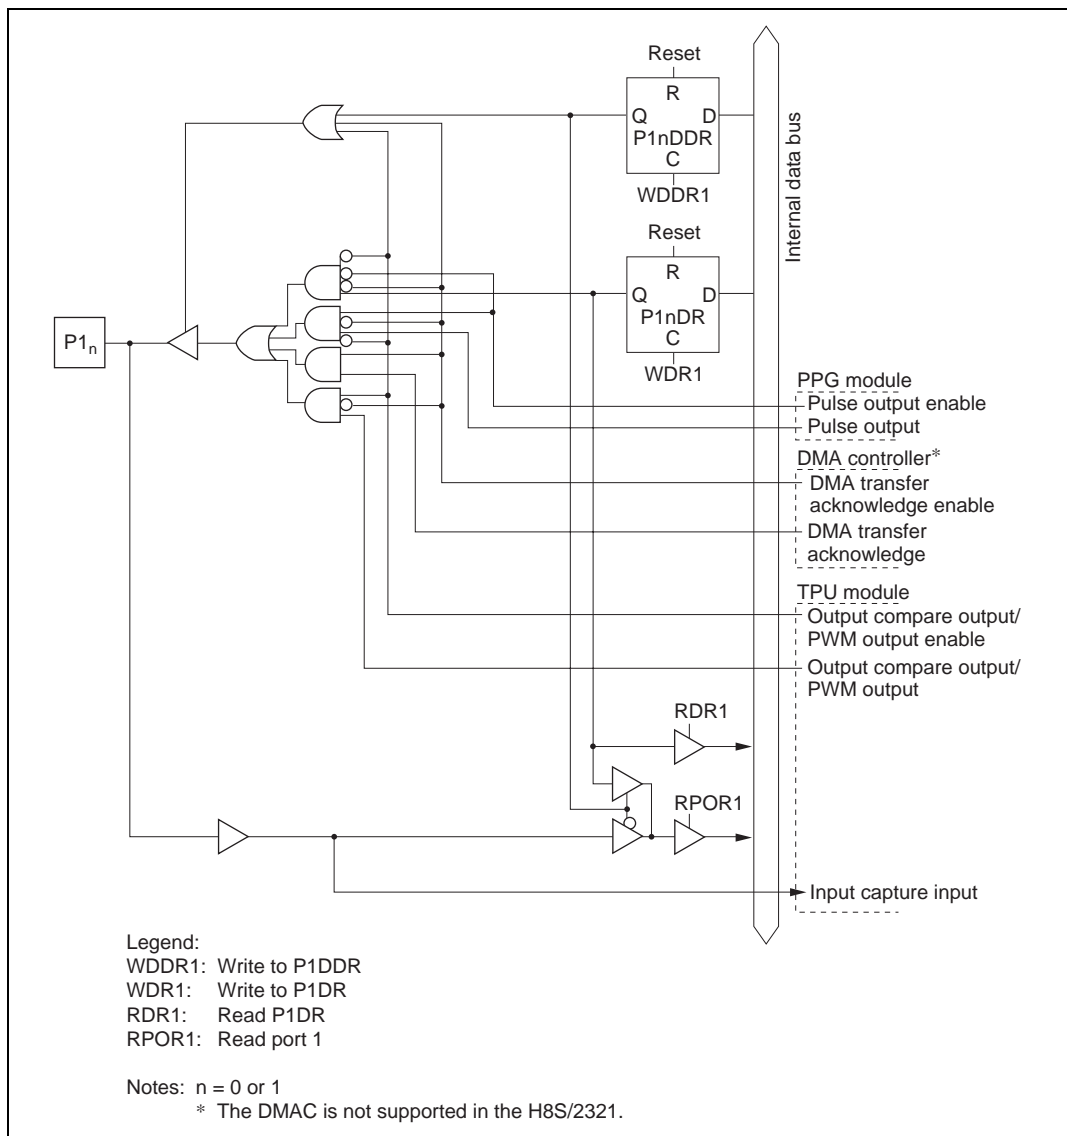 Reset
R
Q D
P1nDDR
C
WDDR1
Internal data bus
Reset
R
Q D
P1nDR
C
WDR1
P1n
PPG module
Pulse output enable
Pulse output
DMA controller*
DMA transfer
acknowledge enable
DMA transfer
acknowledge
TPU module
Output compare output/
PWM output enable
Output compare output/
PWM output
RDR1
RPOR1
Input capture input
Legend:
WDDR1: Write to P1DDR
WDR1: Write to P1DR
RDR1: Read P1DR
RPOR1: Read port 1
Notes: n = 0 or 1
* The DMAC is not supported in the H8S/2321.